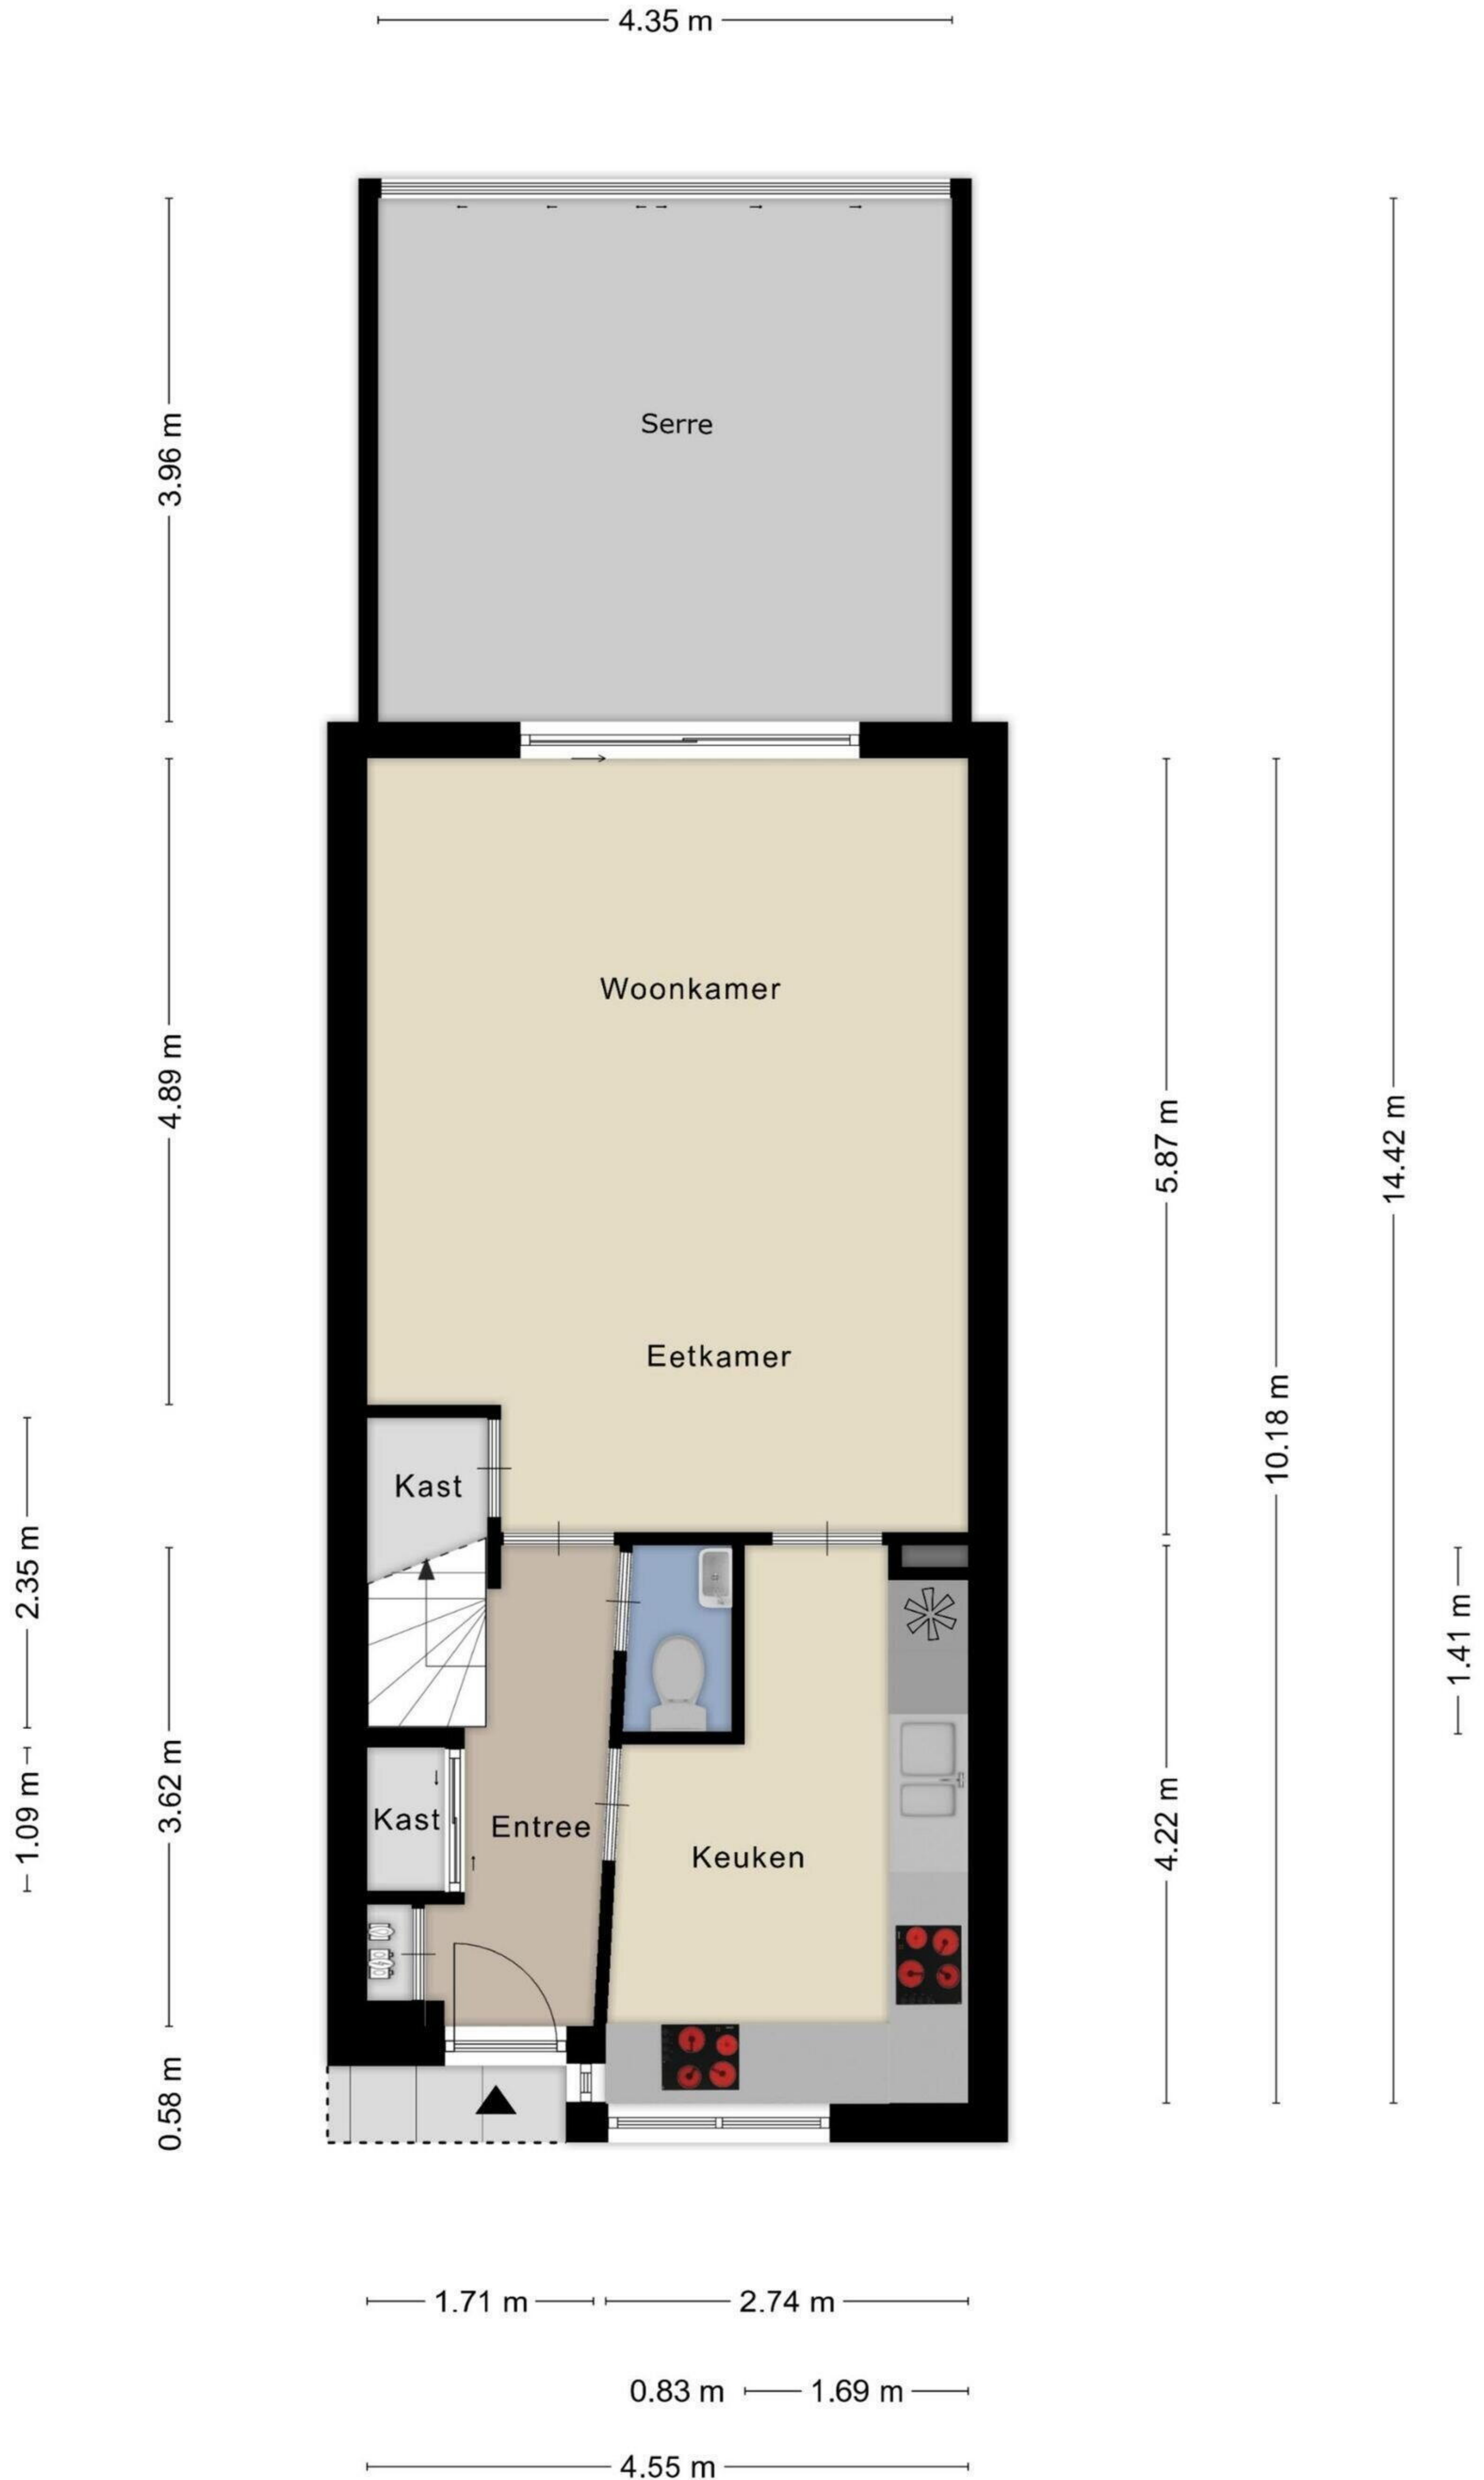 4.35 m
3.96 m
Serre
4.89 m
Woonkamer
5.87 m
14.42 m
Eetkamer
10.18 m
Kast
2.35 m
1.41 m
3.62 m
1.09 m
Kast
Entree
Keuken
4.22 m
0.58 m
1.71 m
2.74 m
0.83 m
1.69 m
4.55 m